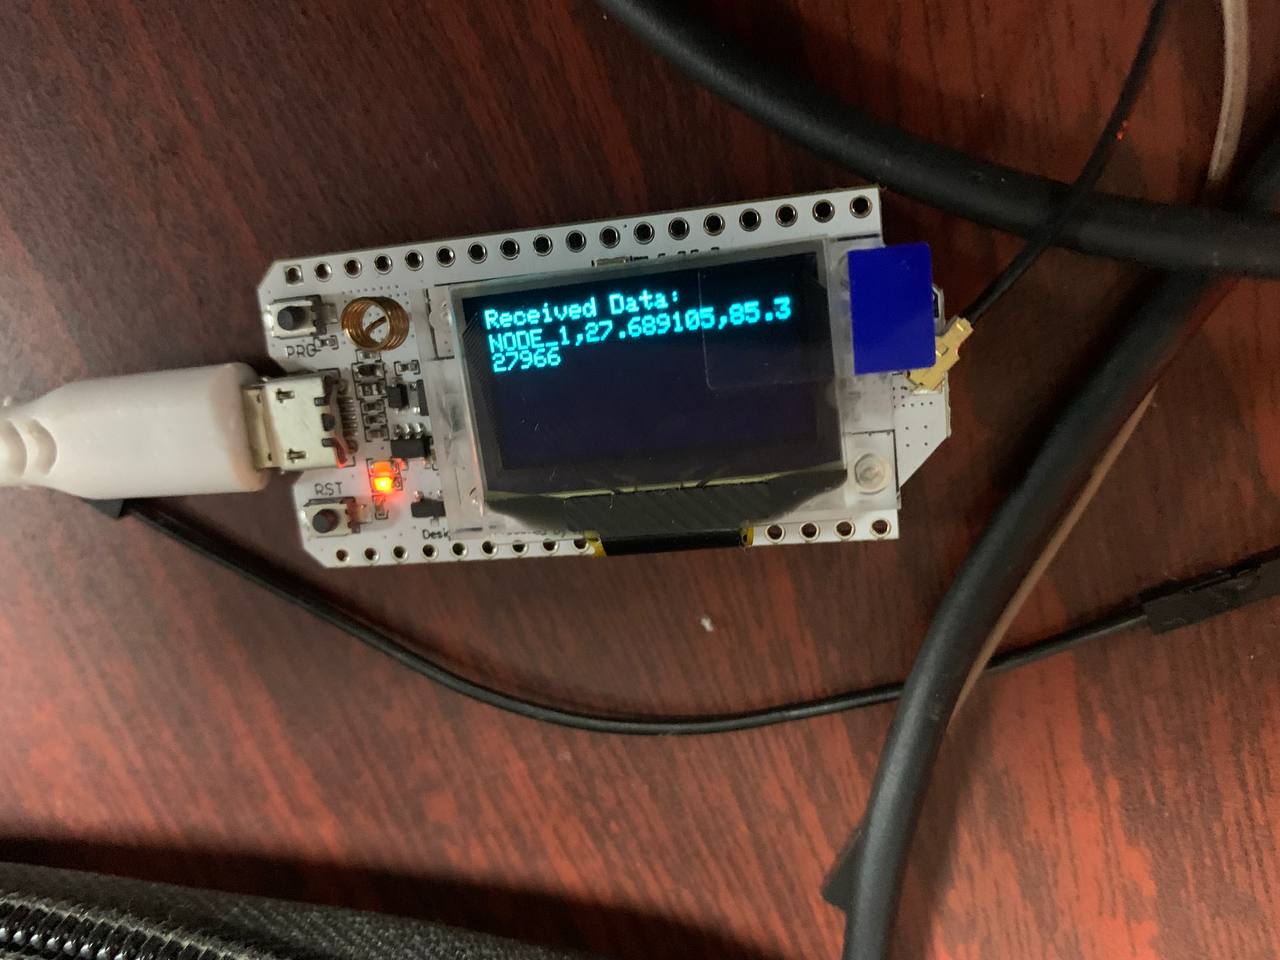 Received Data:
NODE_1,27.689105,85.3
27966
PRG
RST